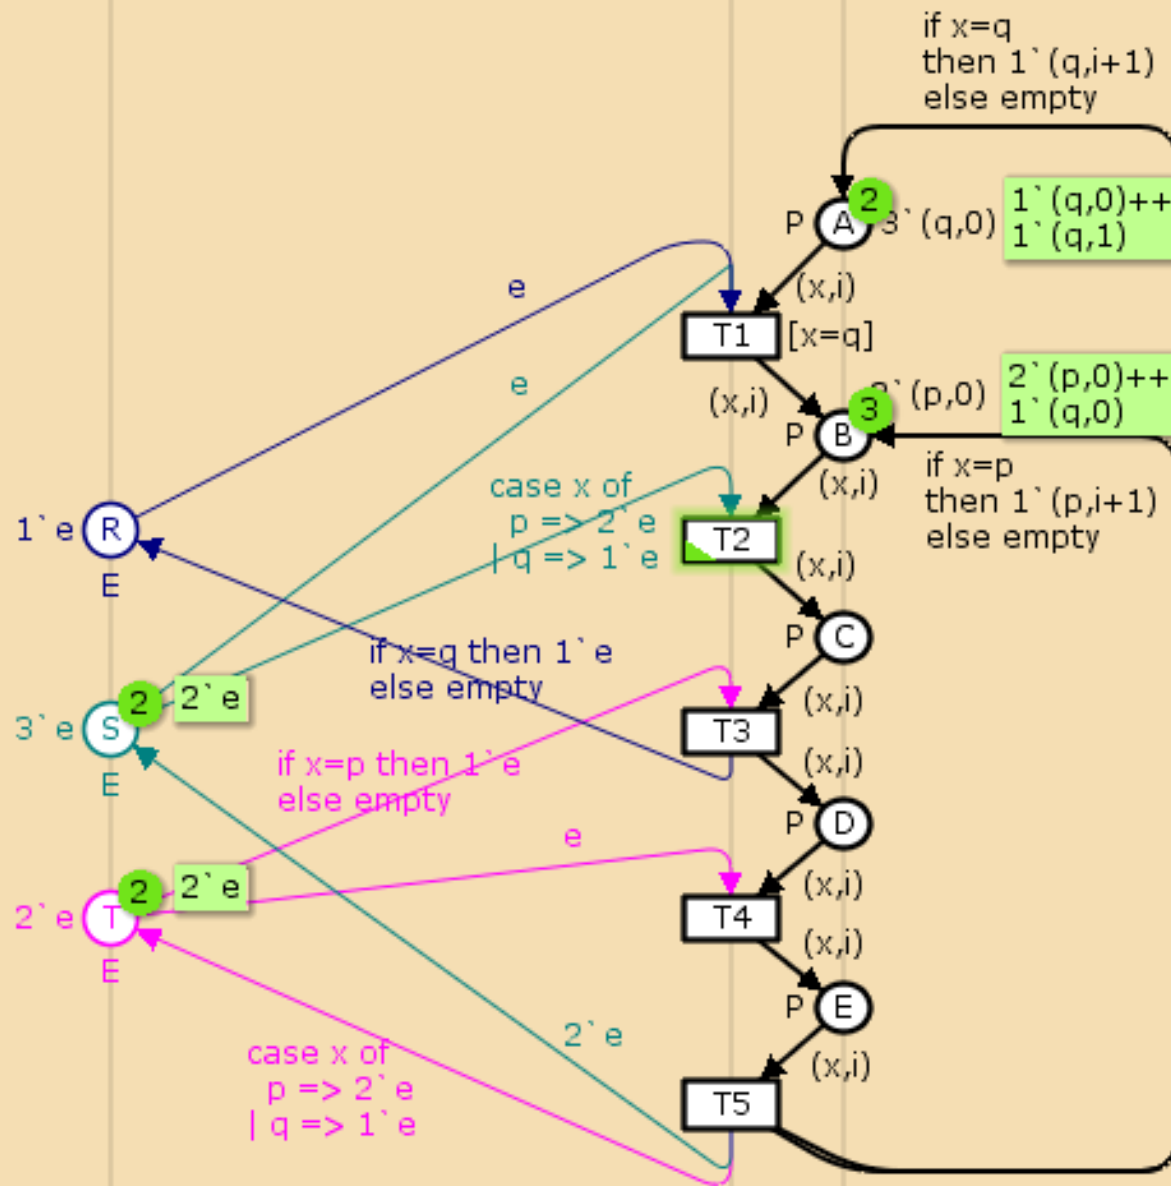 if x=q
then 1`(q,i+1)
else empty
2
P
A
3`(q,0)
1`(q,0)++
1`(q,1)
e
(x,i)
T1
[x=q]
e
(x,i)
3
`(p,0)
2`(p,0)++
1`(q,0)
P
B
(x,i)
if x=p
then 1`(p,i+1)
else empty
case x of
p => 2`e
| q => 1`e
T2
(x,i)
1`e
R
E
P
C
if x=q then 1`e
else empty
(x,i)
3`e
S
2
2`e
E
T3
(x,i)
if x=p then 1`e
else empty
P
D
e
(x,i)
2`e
T
2
2`e
E
T4
(x,i)
P
E
2`e
(x,i)
case x of
p => 2`e
| q => 1`e
T5